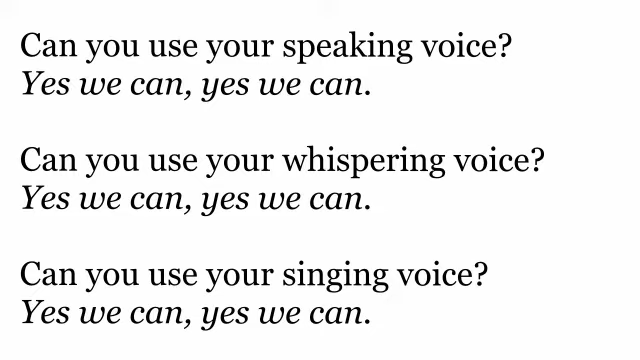 Can you use your speaking voice?
Yes we can, yes we can.
Can you use your whispering voice?
Yes we can, yes we can.
Can you use your singing voice?
Yes we can, yes we can.